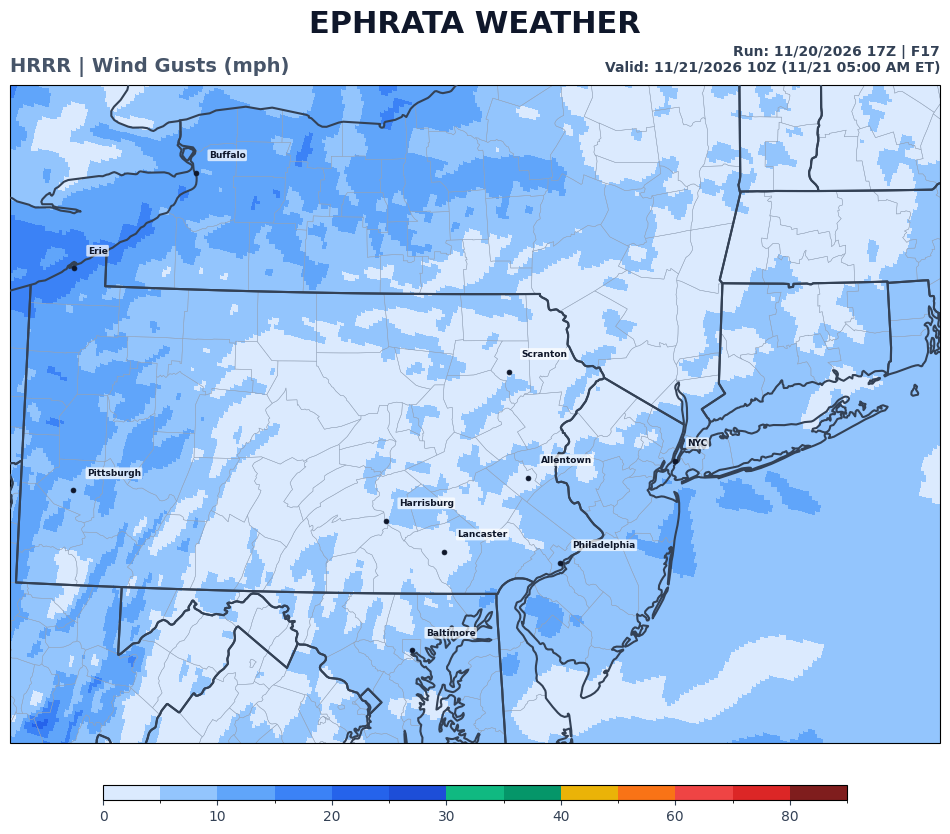 EPHRATA WEATHER
HRRR | Wind Gusts (mph)
Run: 11/20/2026 17Z | F17
Valid: 11/21/2026 10Z (11/21 05:00 AM ET)
Buffalo
Erie
Scranton
NYC
Allentown
Pittsburgh
Harrisburg
Lancaster
Philadelphia
Baltimore
0 10 20 30 40 50 60 70 80